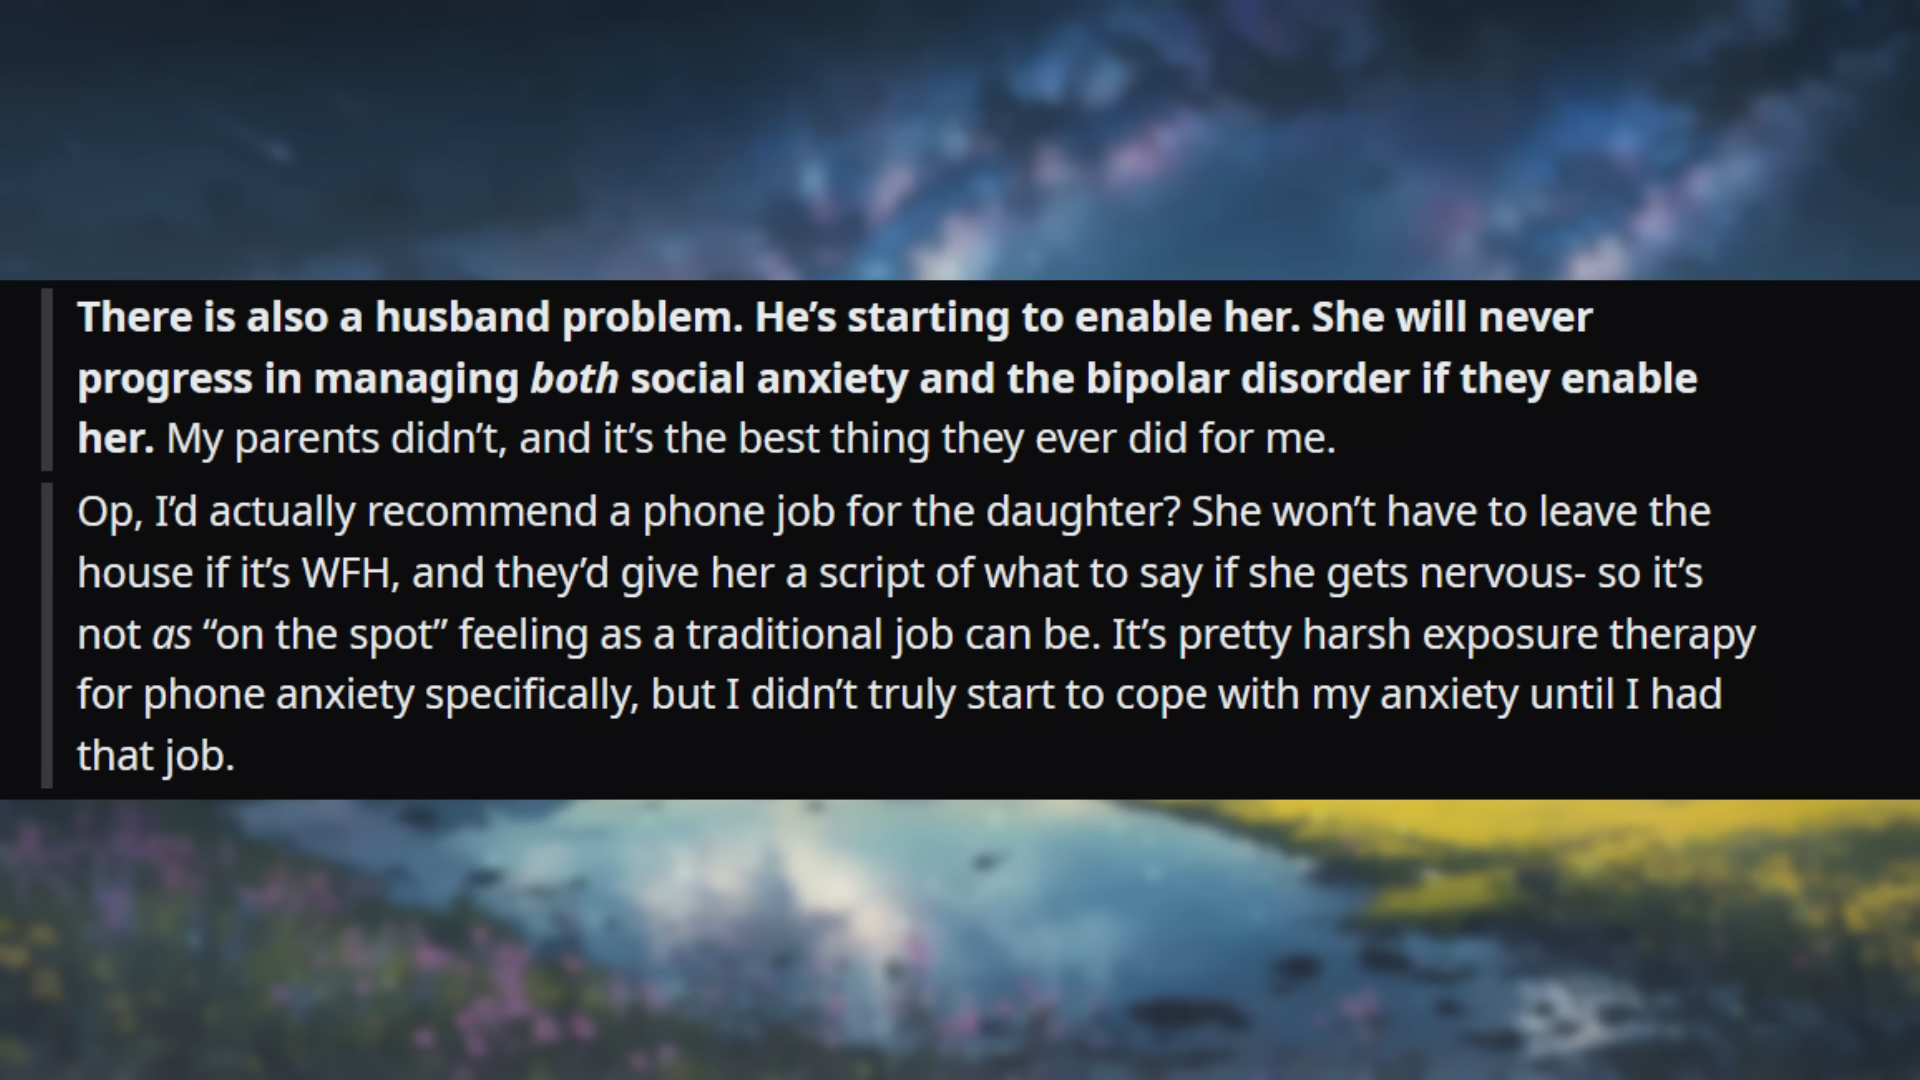 There is also a husband problem. He’s starting to enable her. She will never
progress in managing both social anxiety and the bipolar disorder if they enable
her. My parents didn’t, and it’s the best thing they ever did for me.
Op, I’d actually recommend a phone job for the daughter? She won’t have to leave the
house if it’s WFH, and they’d give her a script of what to say if she gets nervous- so it’s
not as “on the spot” feeling as a traditional job can be. It’s pretty harsh exposure therapy
for phone anxiety specifically, but I didn’t truly start to cope with my anxiety until I had
that job.